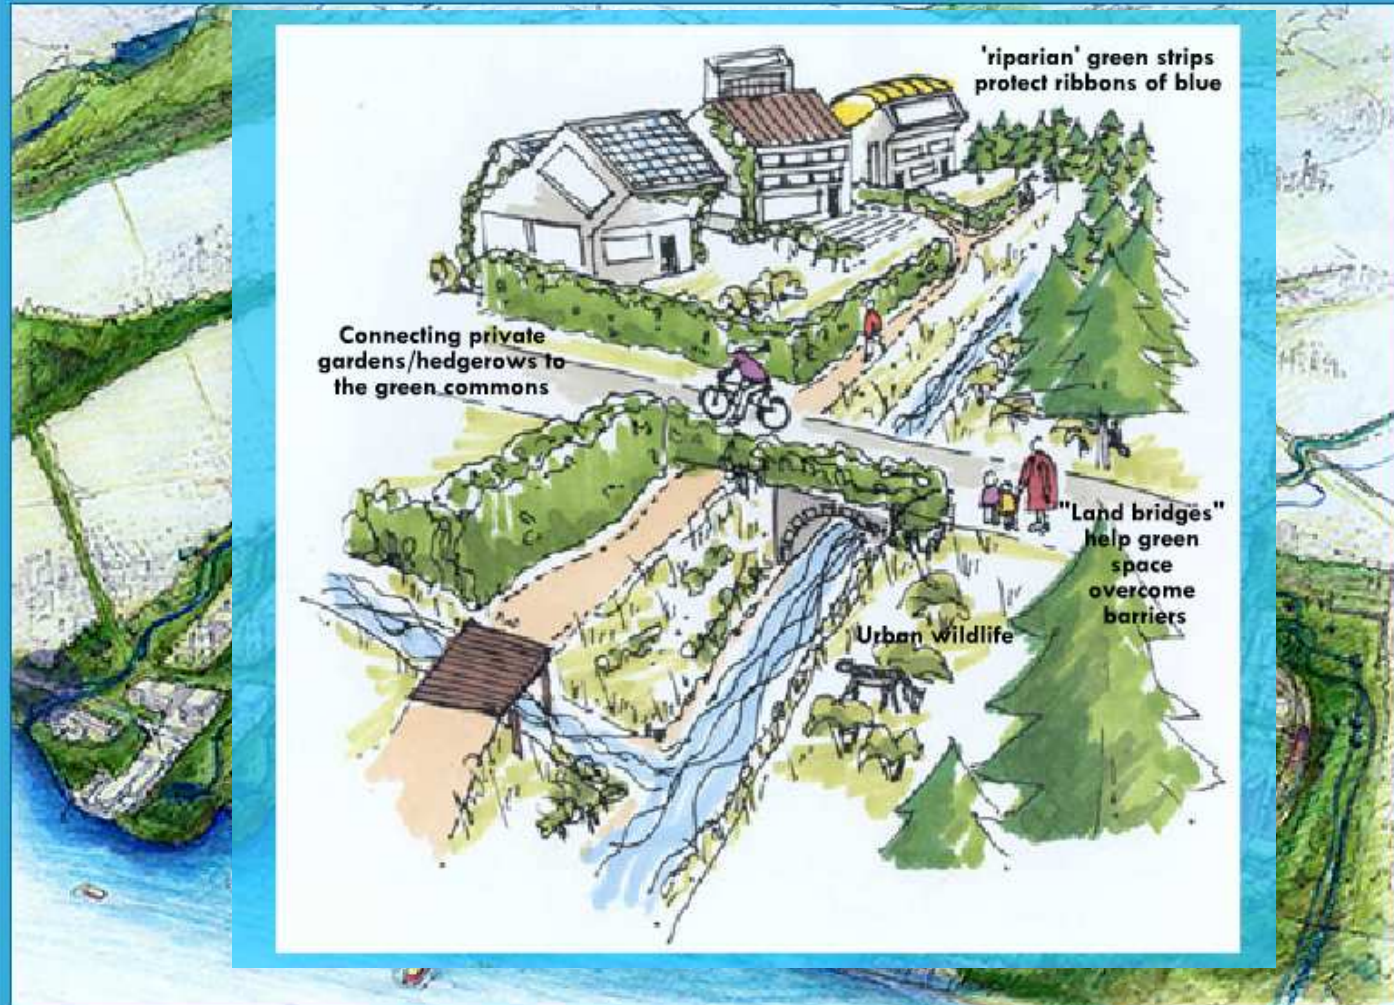 'riparian' green strips
protect ribbons of blue
Connecting private
gardens/hedgerows to
the green commons
"Land bridges"
help green
space
overcome
barriers
Urban wildlife